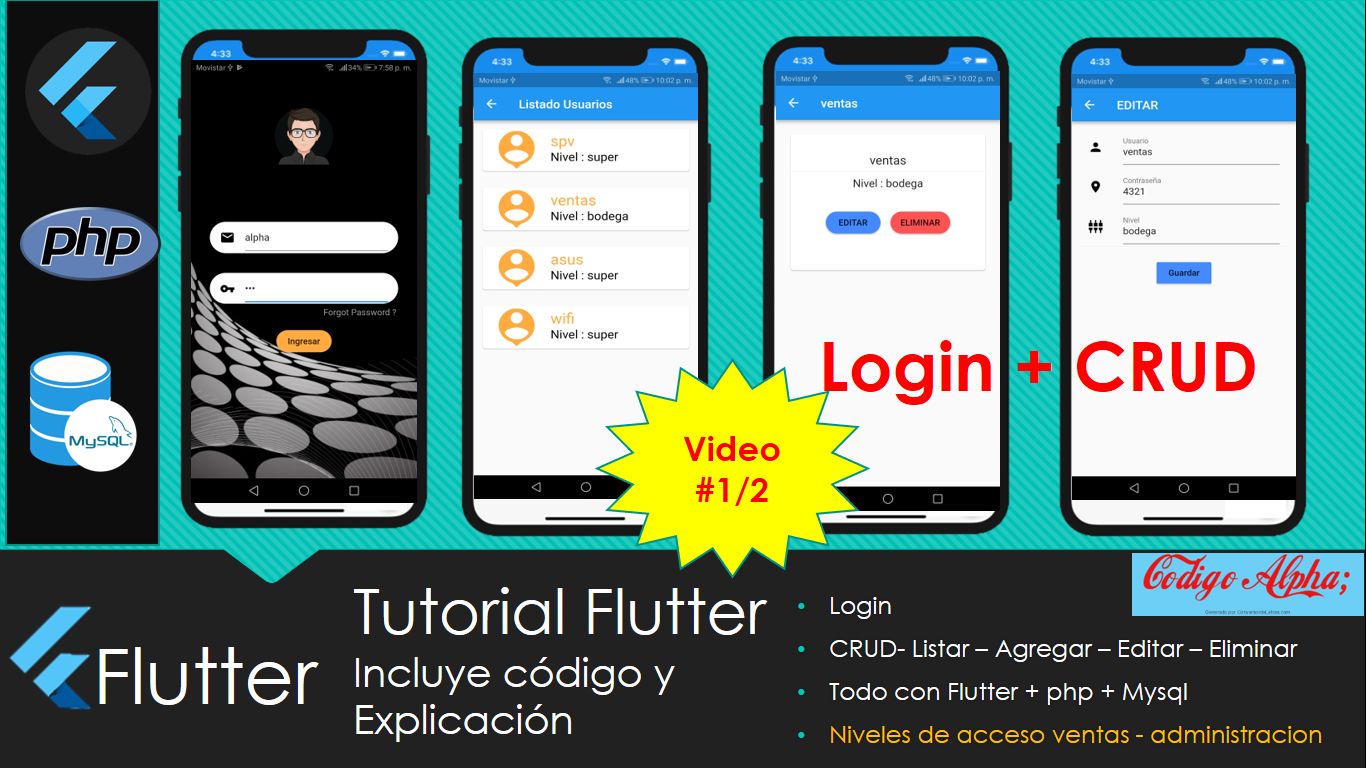 php
MySQL
4:33
Movistar
34%
7:58 p. m.
alpha
Forgot Password ?
Ingresar
4:33
Movistar
48%
10:02 p. m.
Listado Usuarios
spv
Nivel : super
ventas
Nivel : bodega
asus
Nivel : super
wifi
Nivel : super
4:33
Movistar
48%
10:02 p. m.
ventas
ventas
Nivel : bodega
EDITAR
ELIMINAR
4:33
Movistar
48%
10:02 p. m.
EDITAR
Usuario
ventas
Contraseña
4321
Nivel
bodega
Guardar
Login + CRUD
Video
#1/2
Flutter
Tutorial Flutter
Incluye código y
Explicación
Codigo Alpha;
• Login
• CRUD- Listar – Agregar – Editar – Eliminar
• Todo con Flutter + php + Mysql
• Niveles de acceso ventas - administracion